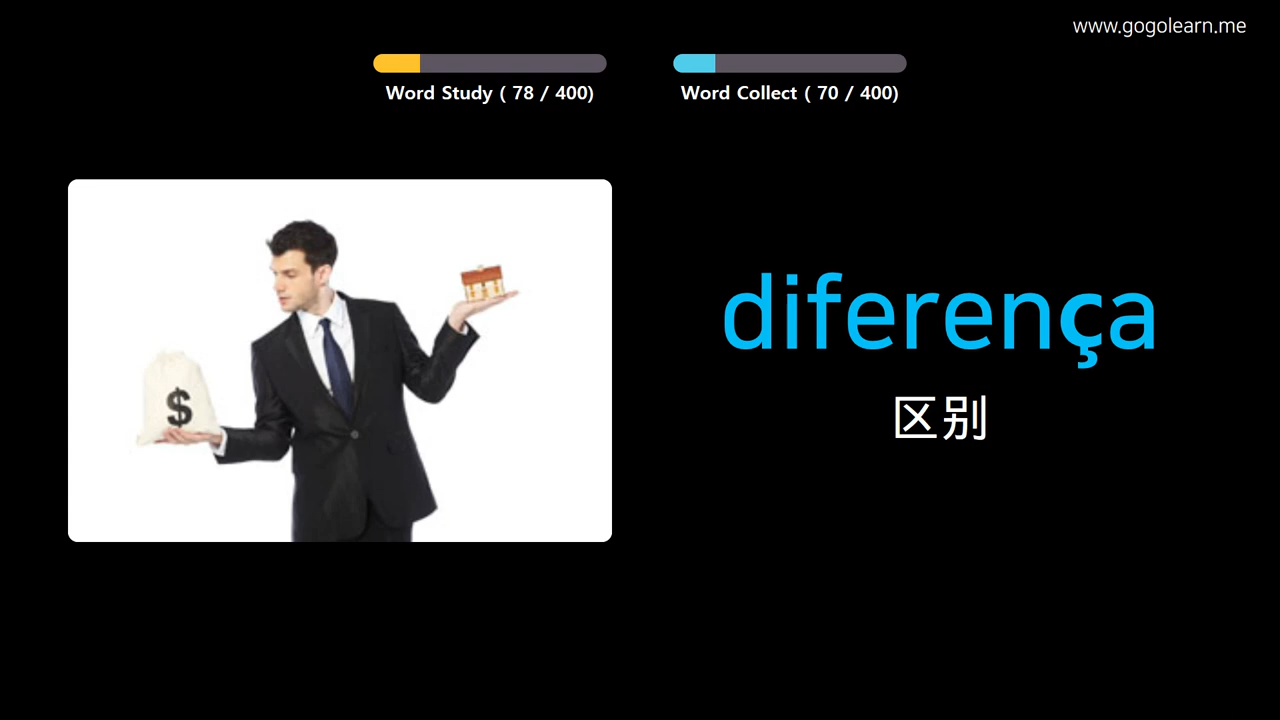 www.gogolearn.me
Word Study ( 78 / 400)
Word Collect ( 70 / 400)
$
diferença
区别